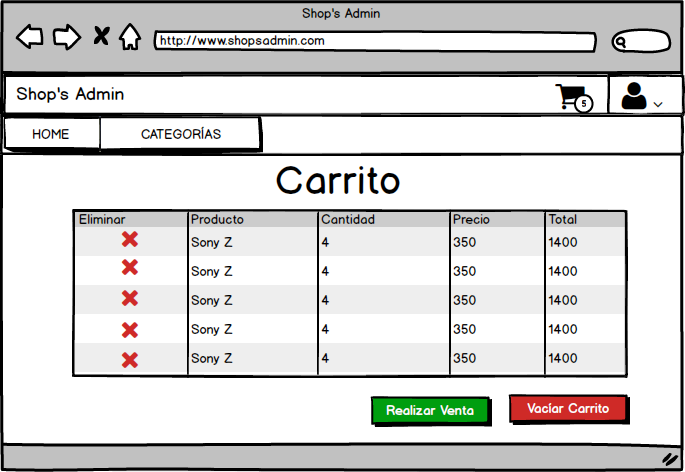 Shop's Admin
http://www.shopsadmin.com
Shop's Admin
5
HOME CATEGORÍAS
Carrito
Eliminar Producto Cantidad Precio Total
Sony Z 4 350 1400
Sony Z 4 350 1400
Sony Z 4 350 1400
Sony Z 4 350 1400
Sony Z 4 350 1400
Realizar Venta Vacíar Carrito